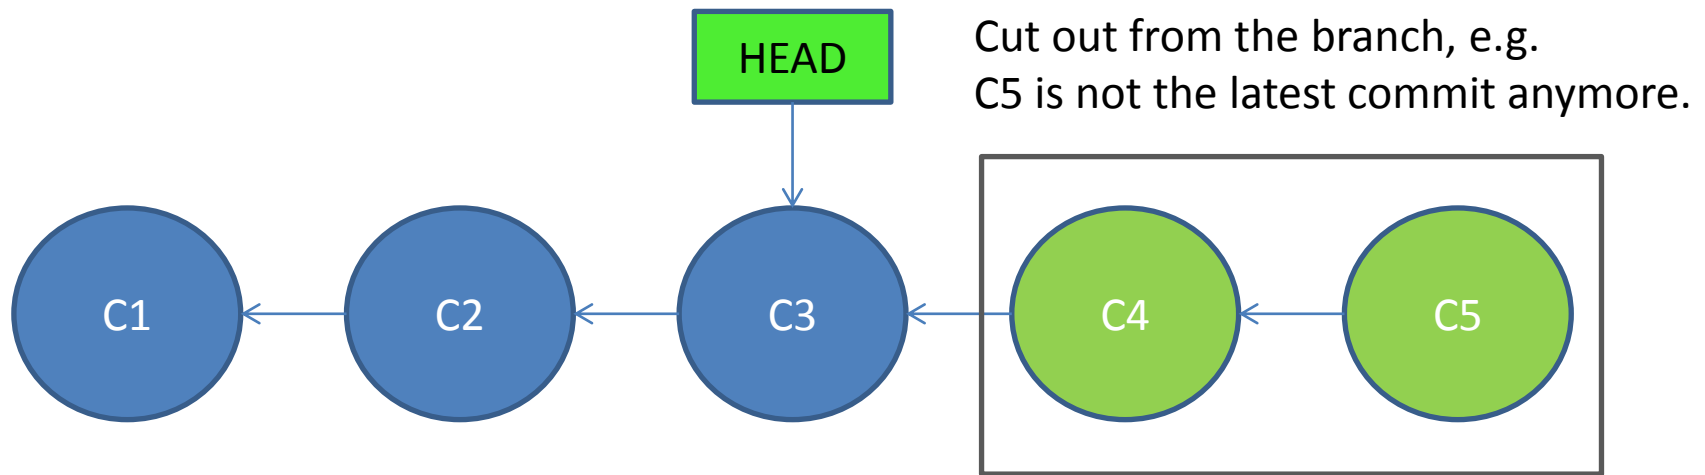 HEAD
Cut out from the branch, e.g.
C5 is not the latest commit anymore.
C1
C2
C3
C4
C5